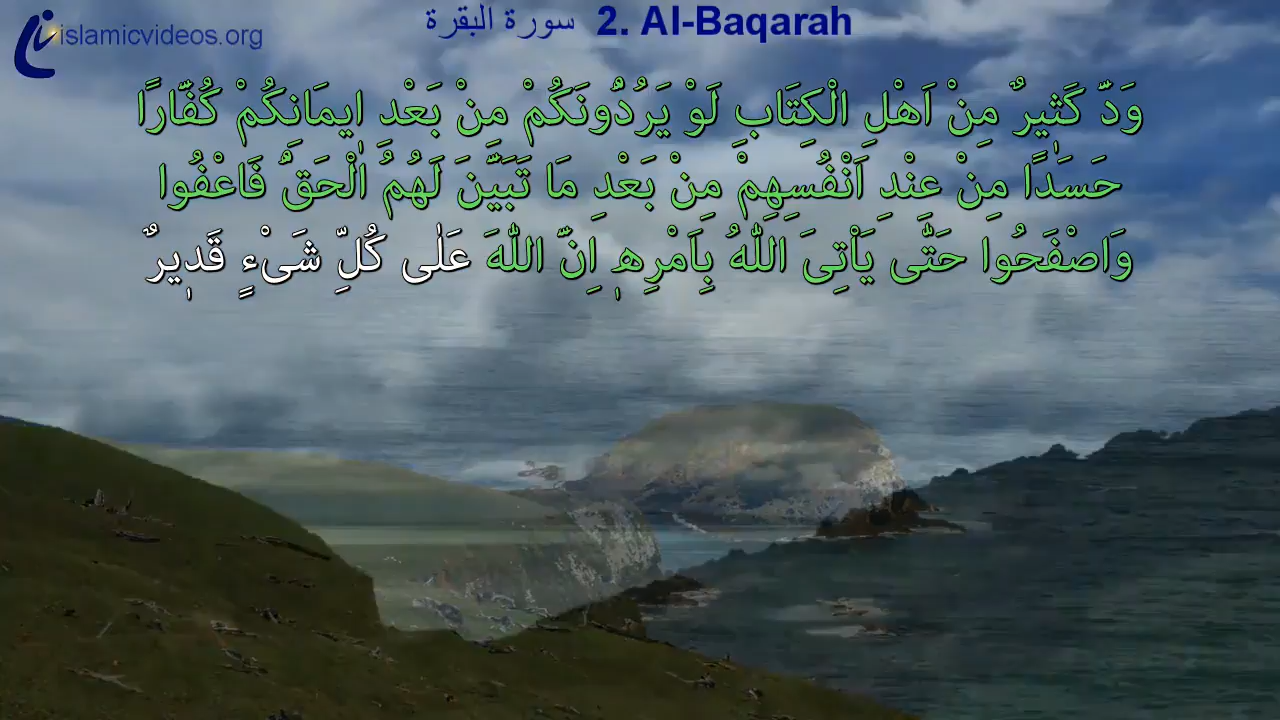 islamicvideos.org
سورة البقرة 2. Al-Baqarah
وَدَّ كَثٖيرٌ مِنْ اَهْلِ الْكِتَابِ لَوْ يَرُدُّونَكُمْ مِنْ بَعْدِ اٖيمَانِكُمْ كُفَّارًا
حَسَدًا مِنْ عِنْدِ اَنْفُسِهِمْ مِنْ بَعْدِ مَا تَبَيَّنَ لَهُمُ الْحَقُّ فَاعْفُوا
وَاصْفَحُوا حَتّٰى يَاْتِىَ اللّٰهُ بِاَمْرِهٖ اِنَّ اللّٰهَ عَلٰى كُلِّ شَىْءٍ قَدٖيرٌ